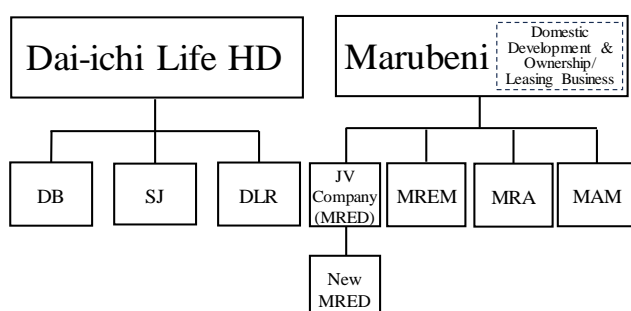 Dai-ichi Life HD
Marubeni
Domestic
Development &
Ownership/
Leasing Business
DB
SJ
DLR
JV
Company
(MRED)
MREM
MRA
MAM
New
MRED